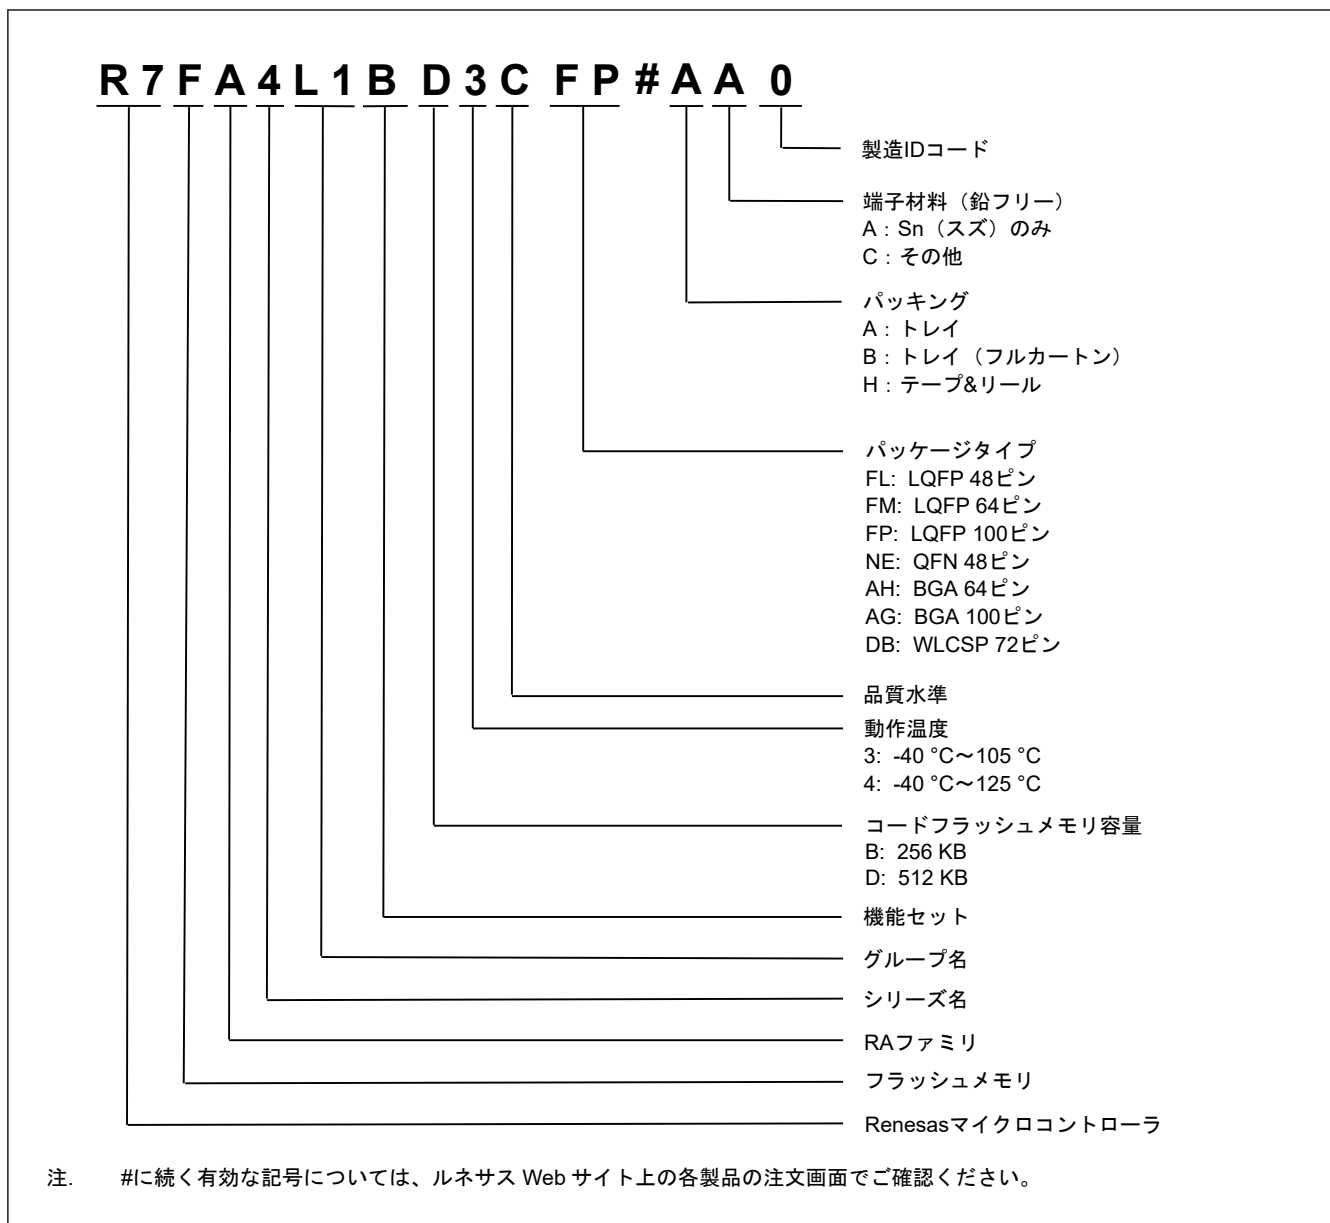 R7FA4L1BD3CFP#AA0
製造IDコード
端子材料（鉛フリー）
A：Sn（スズ）のみ
C：その他
パッキング
A：トレイ
B：トレイ（フルカートン）
H：テープ&リール
パッケージタイプ
FL: LQFP 48ピン
FM: LQFP 64ピン
FP: LQFP 100ピン
NE: QFN 48ピン
AH: BGA 64ピン
AG: BGA 100ピン
DB: WLCSP 72ピン
品質水準
動作温度
3: -40 °C～105 °C
4: -40 °C～125 °C
コードフラッシュメモリ容量
B: 256 KB
D: 512 KB
機能セット
グループ名
シリーズ名
RAファミリ
フラッシュメモリ
Renesasマイクロコントローラ
注. #に続く有効な記号については、ルネサス Web サイト上の各製品の注文画面でご確認ください。